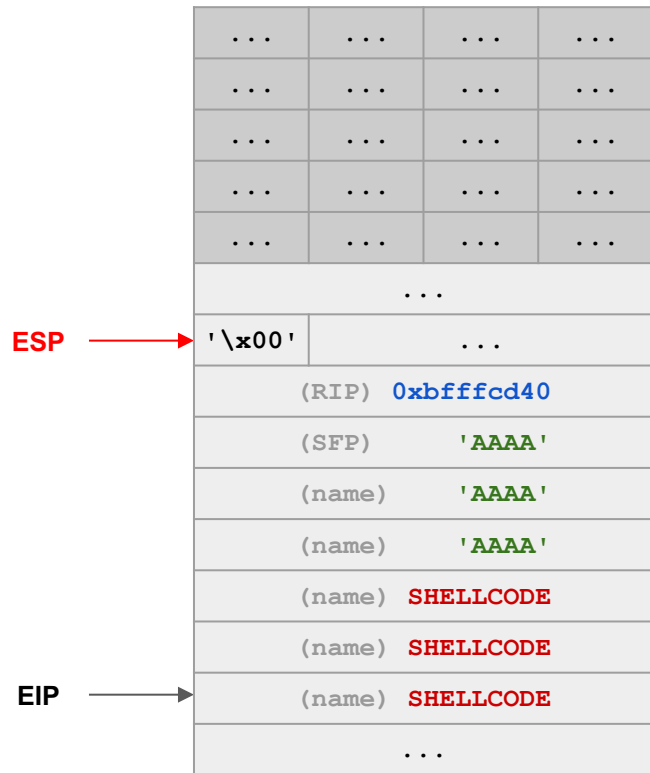 ... ... ... ...
... ... ... ...
... ... ... ...
... ... ... ...
... ... ... ...
...
ESP '\x00' ...
(RIP) 0xbfffcd40
(SFP) 'AAAA'
(name) 'AAAA'
(name) 'AAAA'
(name) SHELLCODE
(name) SHELLCODE
EIP (name) SHELLCODE
...